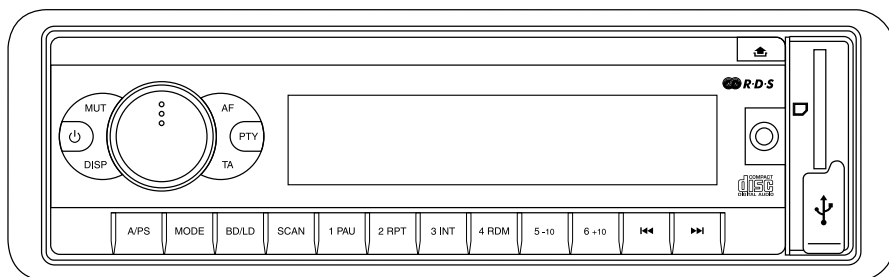 R·D·S
MUT
AF
PTY
DISP
TA
COMPACT
disc
DIGITAL AUDIO
A/PS
MODE
BD/LD
SCAN
1 PAU
2 RPT
3 INT
4 RDM
5 -10
6 +10